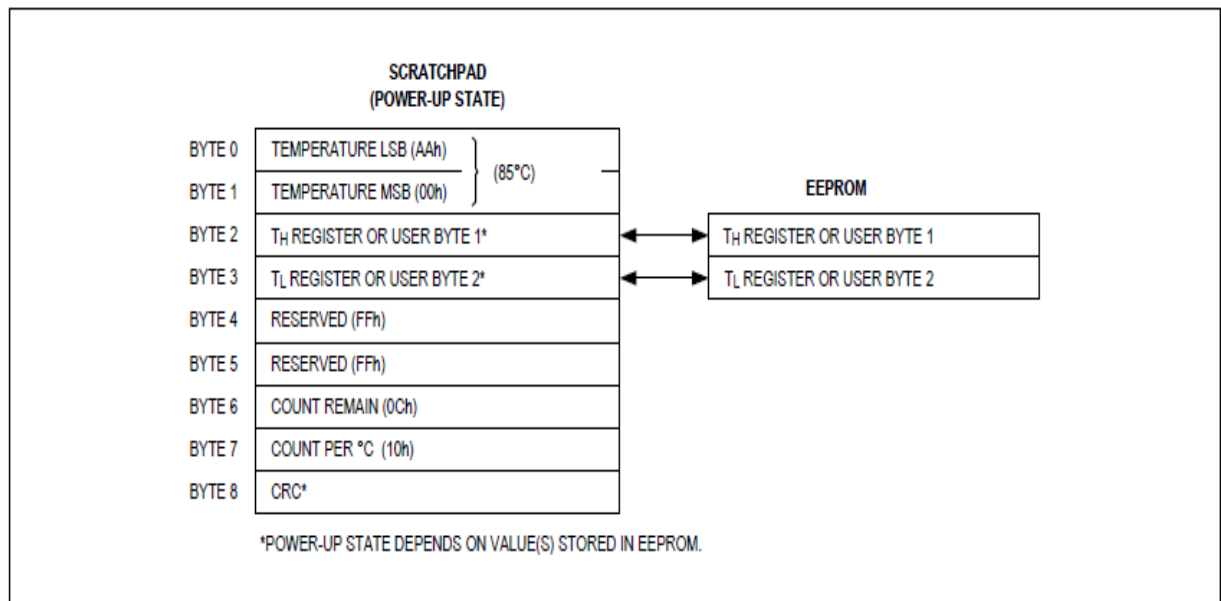 SCRATCHPAD
(POWER-UP STATE)
BYTE 0 TEMPERATURE LSB (AAh)
(85°C)
BYTE 1 TEMPERATURE MSB (00h)
EEPROM
BYTE 2 TH REGISTER OR USER BYTE 1* TH REGISTER OR USER BYTE 1
BYTE 3 TL REGISTER OR USER BYTE 2* TL REGISTER OR USER BYTE 2
BYTE 4 RESERVED (FFh)
BYTE 5 RESERVED (FFh)
BYTE 6 COUNT REMAIN (0Ch)
BYTE 7 COUNT PER °C (10h)
BYTE 8 CRC*
*POWER-UP STATE DEPENDS ON VALUE(S) STORED IN EEPROM.